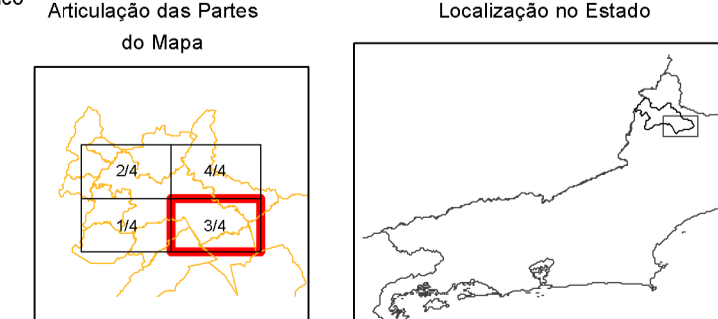 Articulação das Partes
do Mapa
Localização no Estado
2/4
4/4
1/4
3/4